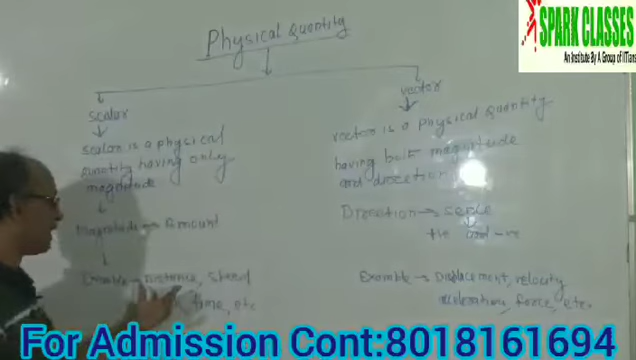 Physical Quantity
SPARK CLASSES
An Institute By A Group of IITians
scalar
vector
scalar is a physical
quantity having only
magnitude
vector is a physical quantity
having both magnitude
and direction
Magnitude → Amount
Direction → sense
+ve and -ve
Example → Distance, speed
time, etc
Example → Displacement, velocity
acceleration, force, etc.
For Admission Cont:8018161694